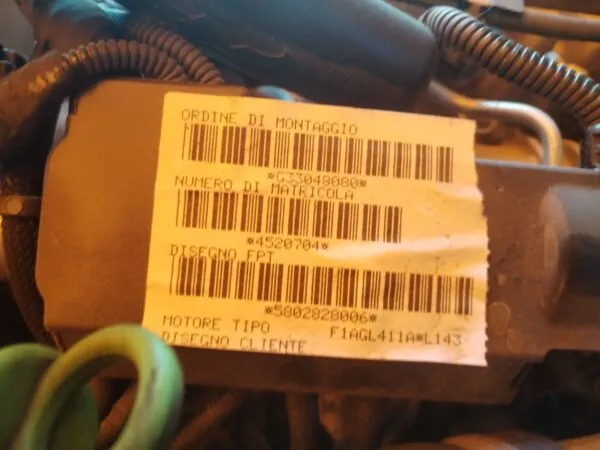 ORDINE DI MONTAGGIO
*G33048080*
NUMERO DI MATRICOLA
*4520704*
DISEGNO FPT
*5802828006*
MOTORE TIPO F1AGL411A*L143
DISEGNO CLIENTE